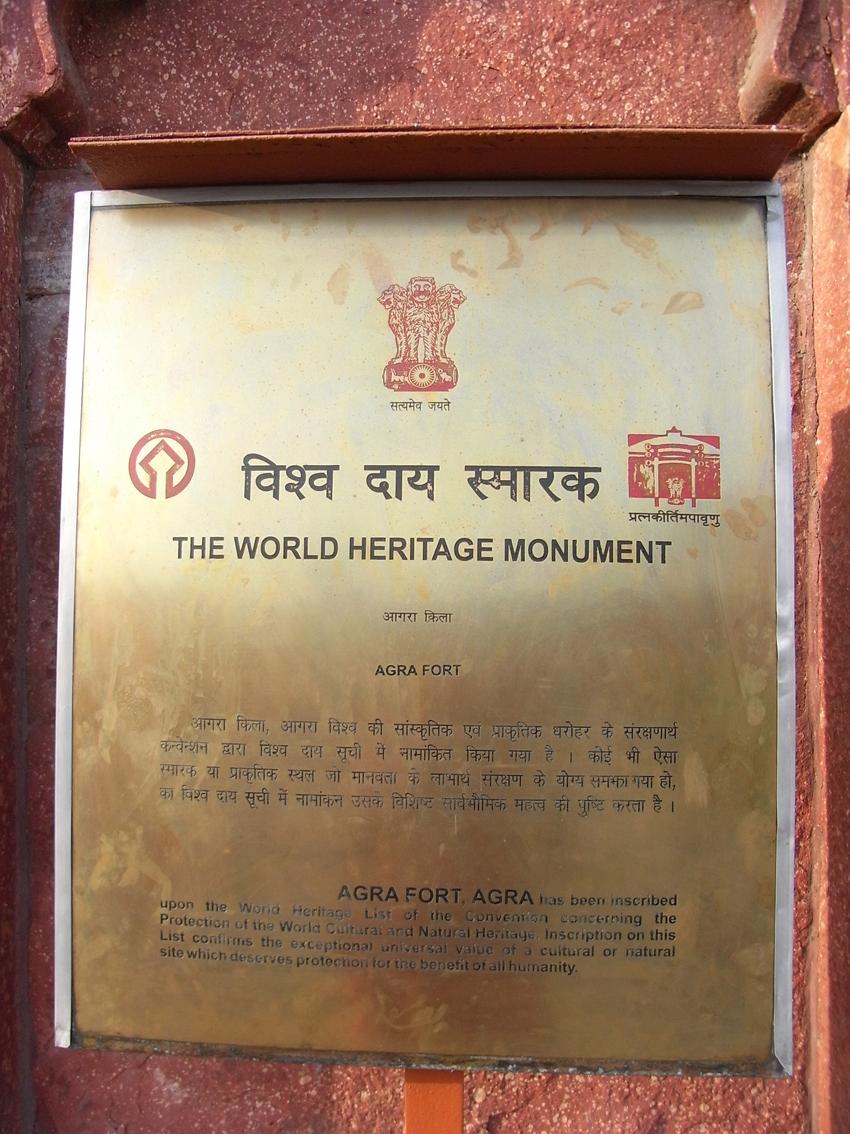 सत्यमेव जयते
विश्व दाय स्मारक
प्रत्नकीर्तिमपावृणु
THE WORLD HERITAGE MONUMENT
आगरा क़िला
AGRA FORT
आगरा किला, आगरा विश्व की सांस्कृतिक एवं प्राकृतिक धरोहर के संरक्षणार्थ
कन्वेन्शन द्वारा विश्व दाय सूची में नामांकित किया गया है । कोई भी ऐसा
स्मारक या प्राकृतिक स्थल जो मानवता के लाभार्थ संरक्षण के योग्य समझा गया हो,
का विश्व दाय सूची में नामांकन उसके विशिष्ट सार्वभौमिक महत्व की पुष्टि करता है ।
AGRA FORT, AGRA has been inscribed
upon the World Heritage List of the Convention concerning the
Protection of the World Cultural and Natural Heritage. Inscription on this
List confirms the exceptional universal value of a cultural or natural
site which deserves protection for the benefit of all humanity.